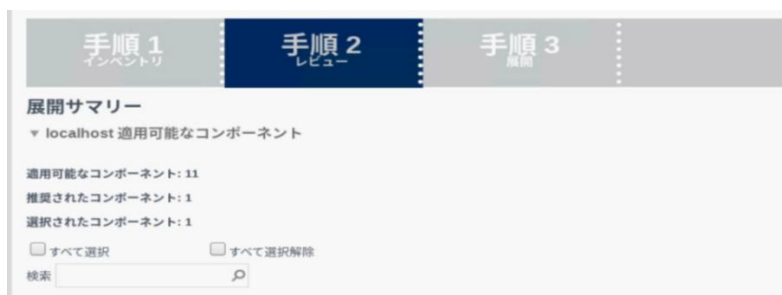 手順 1 手順 2 手順 3
インベントリ レビュー 展開
展開サマリー
▼ localhost 適用可能なコンポーネント
適用可能なコンポーネント: 11
推奨されたコンポーネント: 1
選択されたコンポーネント: 1
すべて選択 すべて選択解除
検索